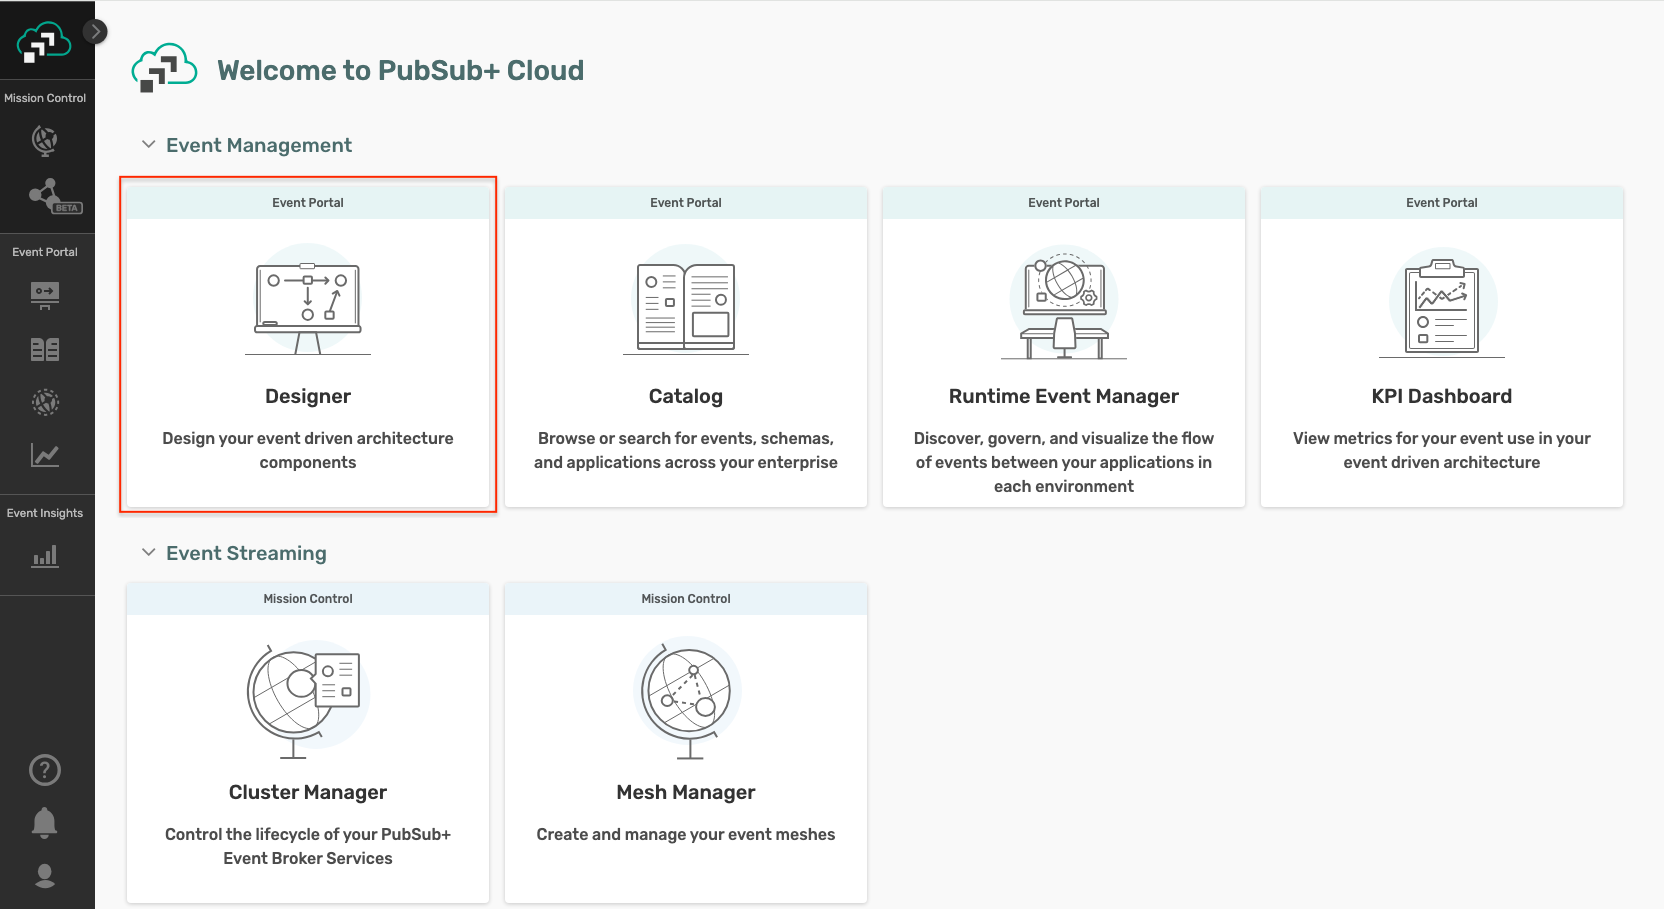 Mission Control
BETA
Event Portal
Event Insights
?
Welcome to PubSub+ Cloud
Event Management
Event Portal
Designer
Design your event driven architecture
components
Event Portal
Catalog
Browse or search for events, schemas,
and applications across your enterprise
Event Portal
Runtime Event Manager
Discover, govern, and visualize the flow
of events between your applications in
each environment
Event Portal
KPI Dashboard
View metrics for your event use in your
event driven architecture
Event Streaming
Mission Control
Cluster Manager
Control the lifecycle of your PubSub+
Event Broker Services
Mission Control
Mesh Manager
Create and manage your event meshes